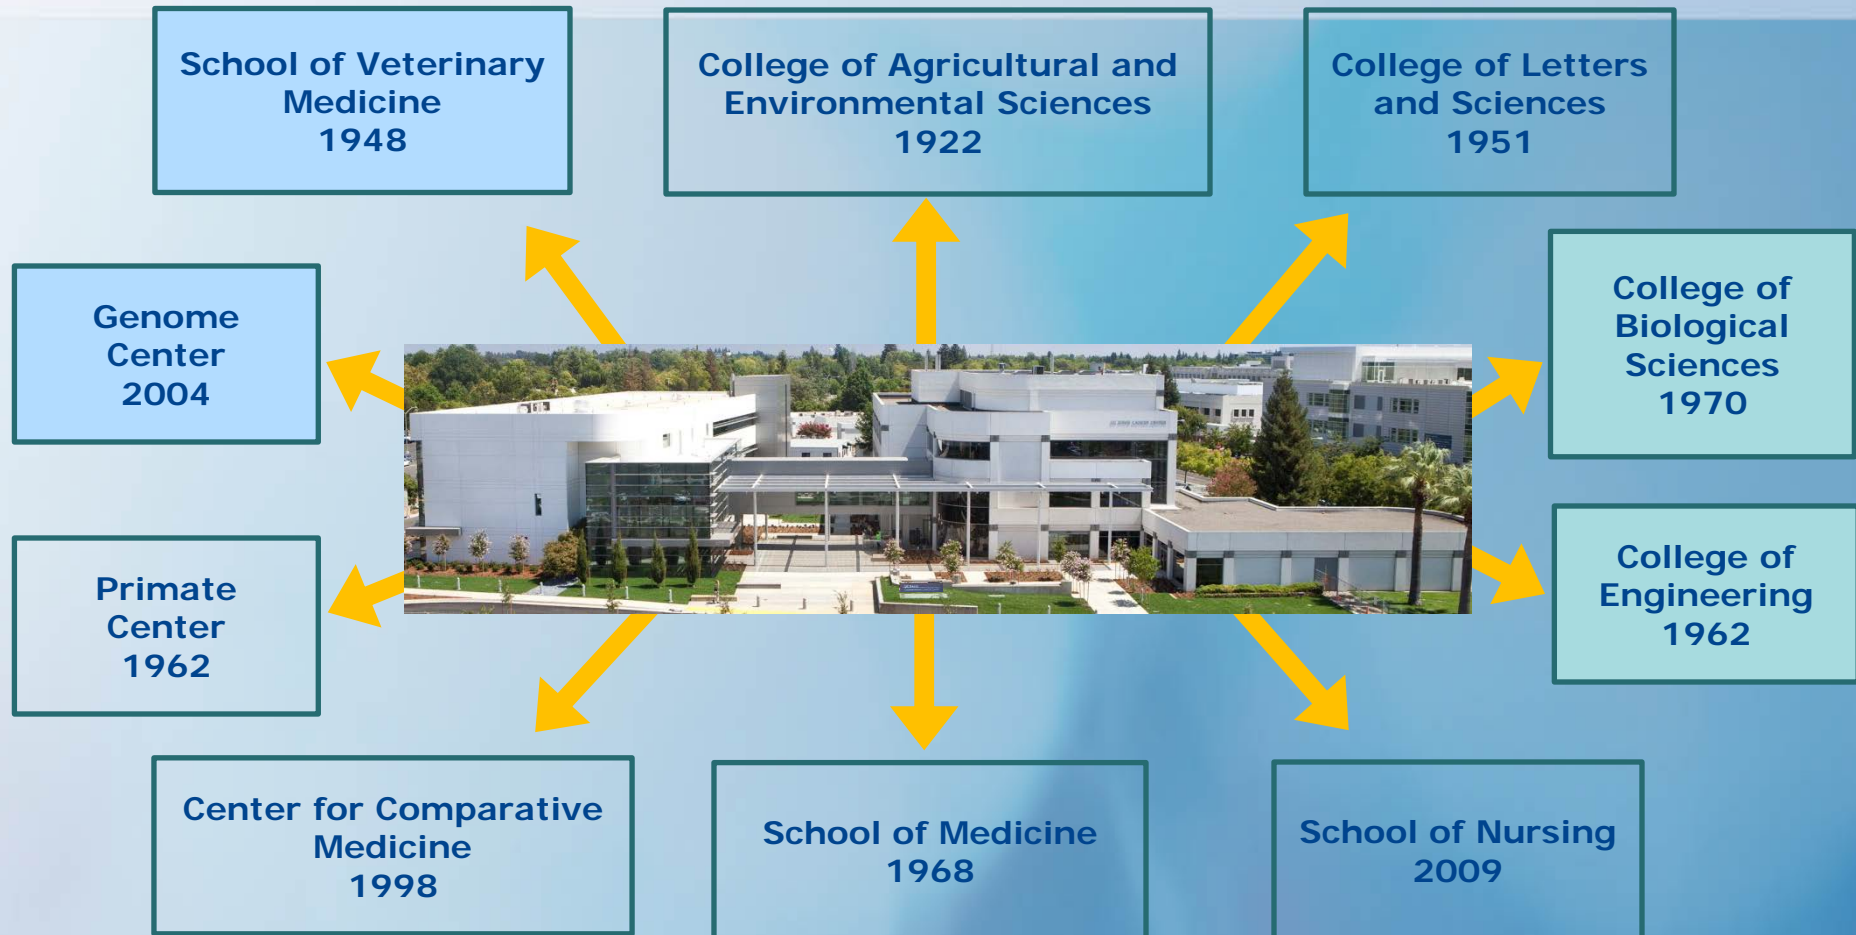 School of Veterinary
Medicine
1948
College of Agricultural and
Environmental Sciences
1922
College of Letters
and Sciences
1951
Genome
Center
2004
College of
Biological
Sciences
1970
Primate
Center
1962
College of
Engineering
1962
Center for Comparative
Medicine
1998
School of Medicine
1968
School of Nursing
2009